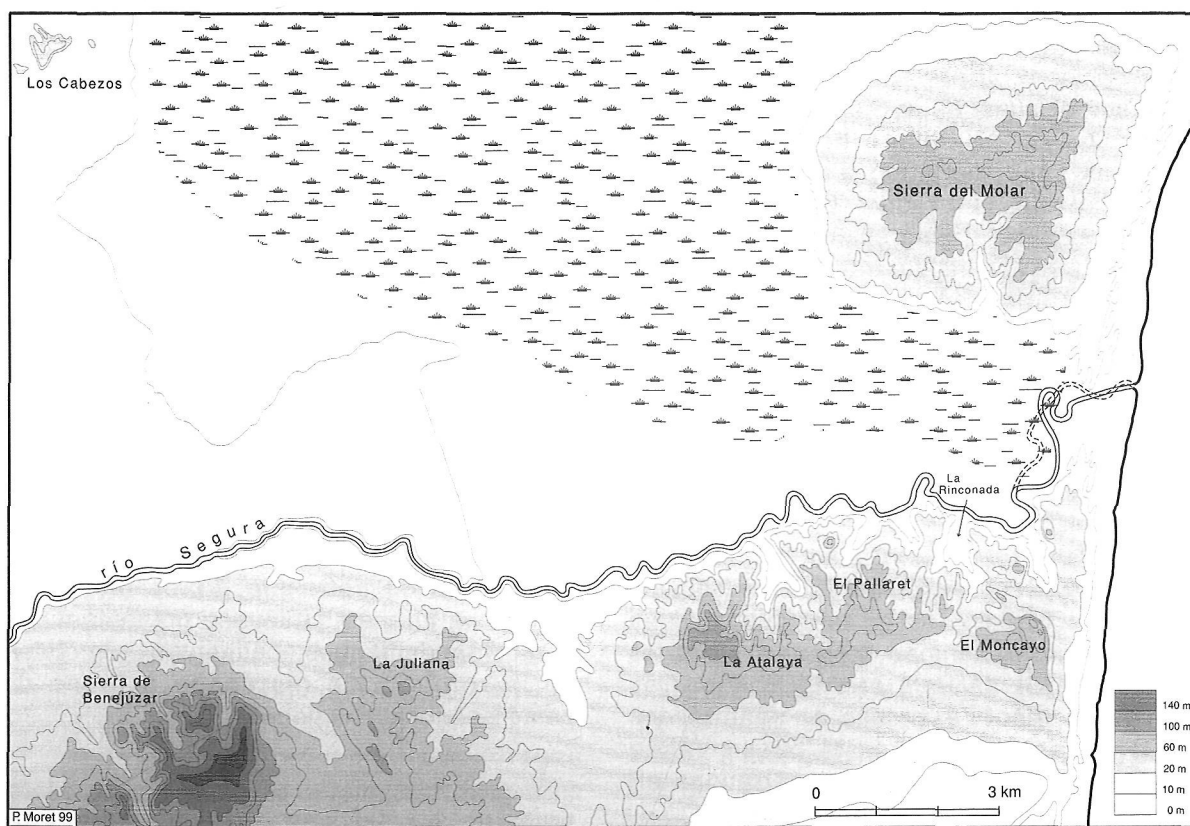 Los Cabezos
Sierra del Molar
La
Rinconada
río Segura
El Pallaret
El Moncayo
La Juliana
La Atalaya
Sierra de
Benejúzar
140 m
100 m
60 m
20 m
10 m
0 m
0 3 km
P. Moret 99